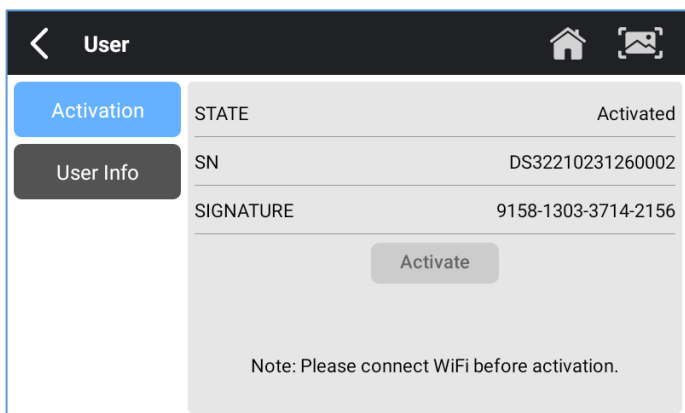 User
Activation
User Info
STATE Activated
SN DS32210231260002
SIGNATURE 9158-1303-3714-2156
Activate
Note: Please connect WiFi before activation.